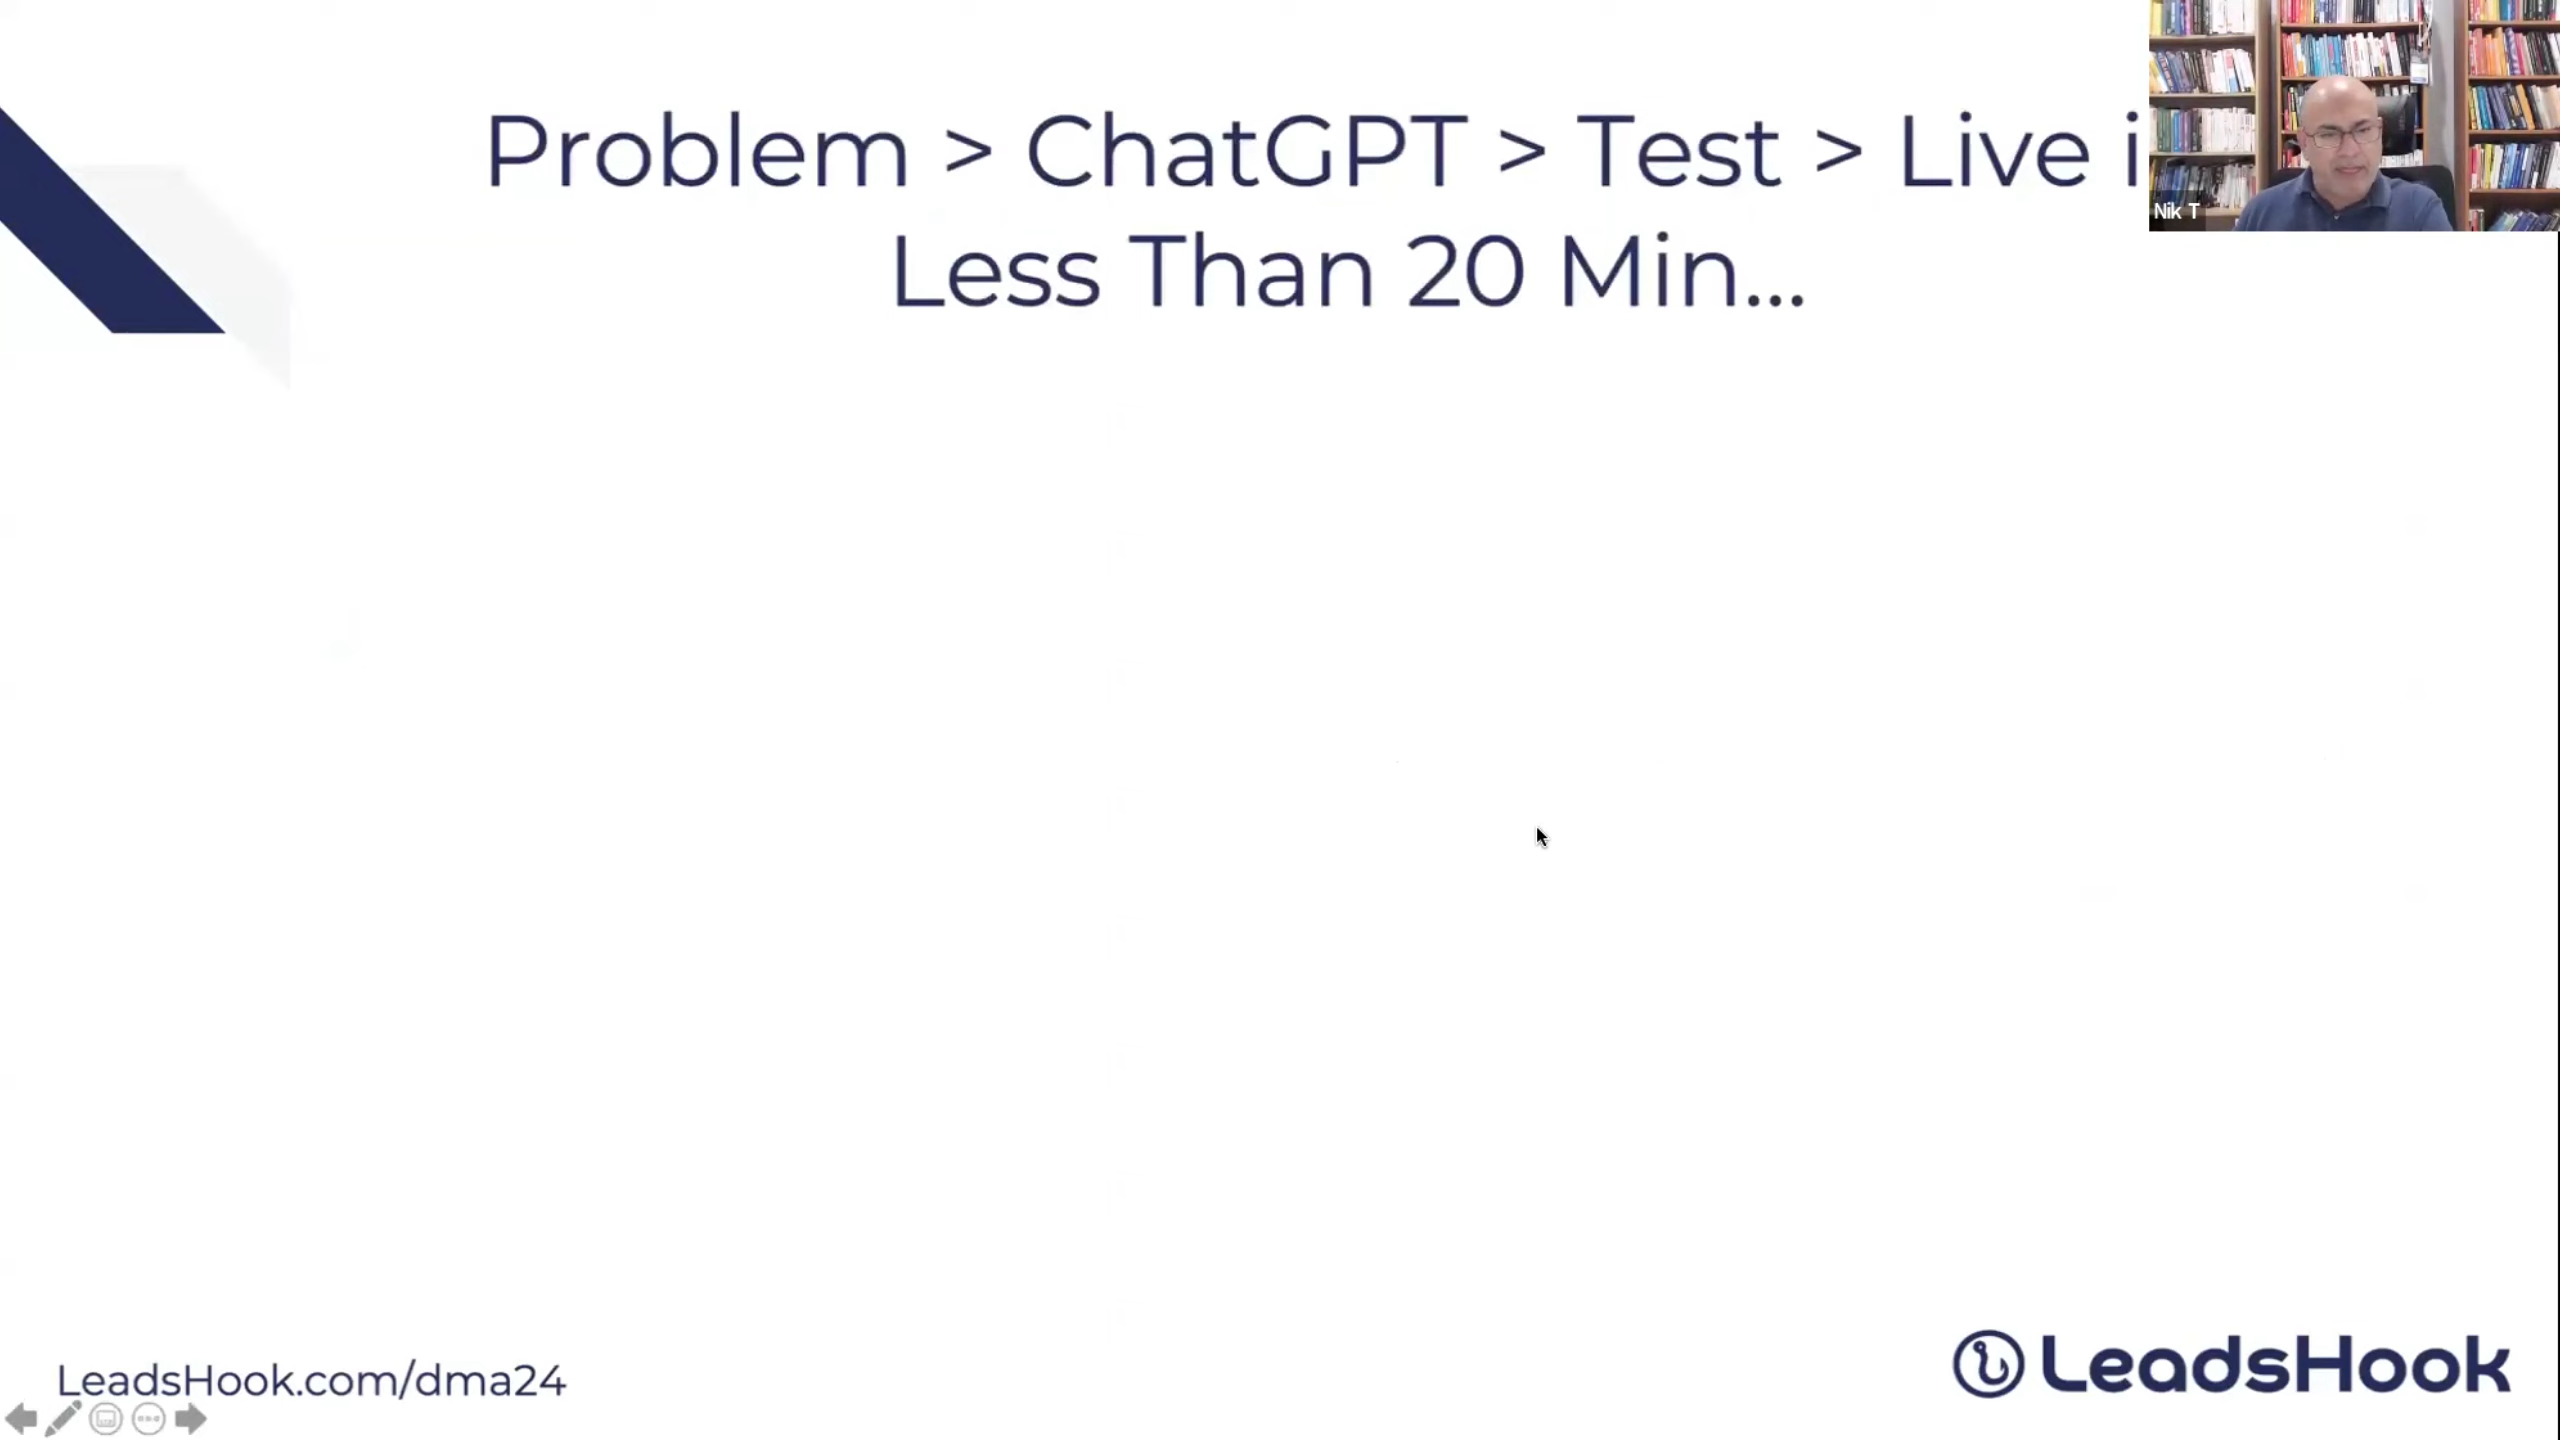 Problem > ChatGPT > Test > Live i
Less Than 20 Min...
Nik T
LeadsHook.com/dma24
LeadsHook